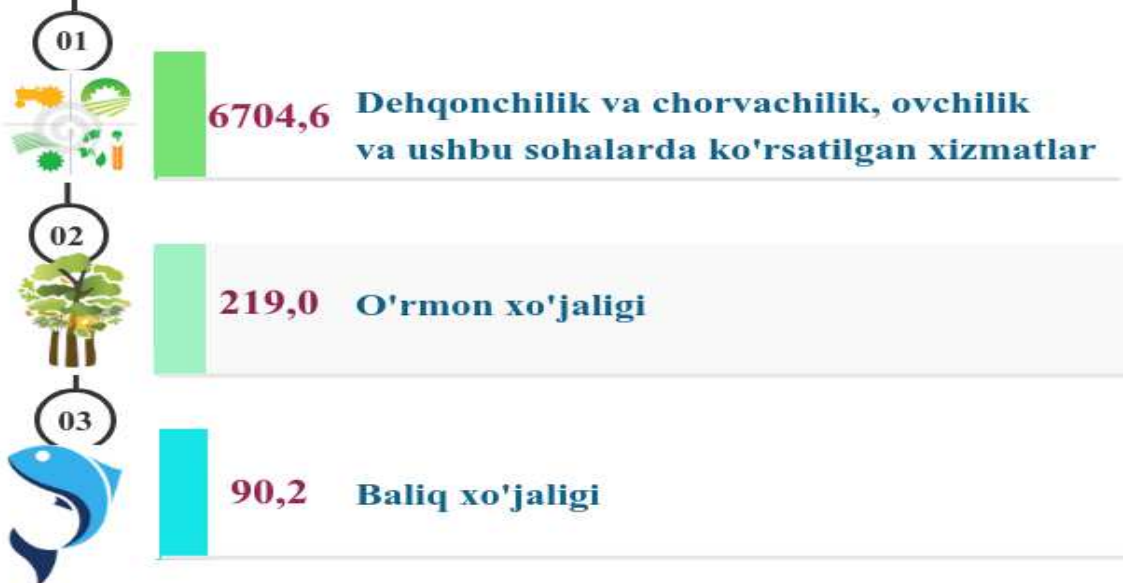 01
6704,6
Dehqonchilik va chorvachilik, ovchilik
va ushbu sohalarda ko'rsatilgan xizmatlar
02
219,0
O'rmon xo'jaligi
03
90,2
Baliq xo'jaligi